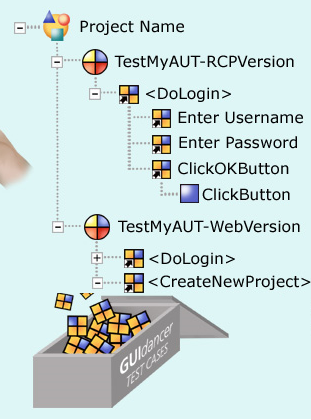 Project Name
TestMyAUT-RCPVersion
<DoLogin>
Enter Username
Enter Password
ClickOKButton
ClickButton
TestMyAUT-WebVersion
<DoLogin>
<CreateNewProject>
GUIdancer
TEST CASES